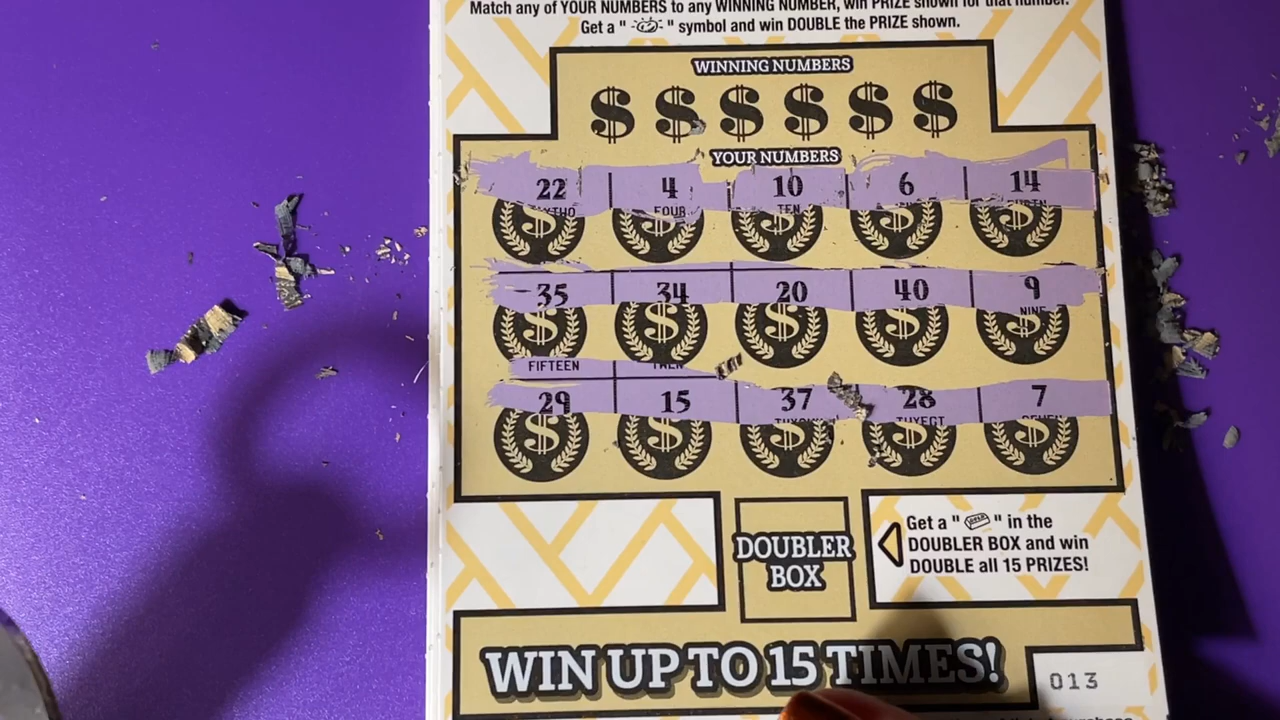 Match any of YOUR NUMBERS to any WINNING NUMBER, win PRIZE shown for that number.
Get a " " symbol and win DOUBLE the PRIZE shown.
WINNING NUMBERS
$ $ $ $ $ $
YOUR NUMBERS
22 4 10 6 14
FOUR TEN
$ $ $ $ $
35 34 20 40 9
NINE
$ $ $ $ $
FIFTEEN
29 15 37 28 7
$ $ $ $ $
DOUBLER
BOX
Get a " " in the
DOUBLER BOX and win
DOUBLE all 15 PRIZES!
WIN UP TO 15 TIMES!
013